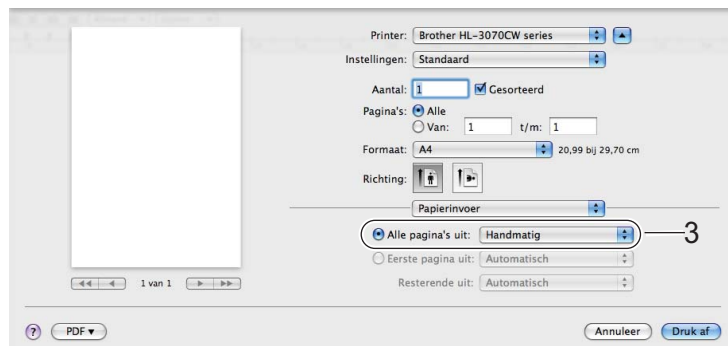 Printer: Brother HL-3070CW series
Instellingen: Standaard
Aantal: 1 Gesorteerd
Pagina's: Alle
Van: 1 t/m: 1
Formaat: A4 20,99 bij 29,70 cm
Richting:
Papierinvoer
Alle pagina's uit: Handmatig 3
Eerste pagina uit: Automatisch
1 van 1 Resterende uit: Automatisch
? PDF ▾ Annuleer Druk af